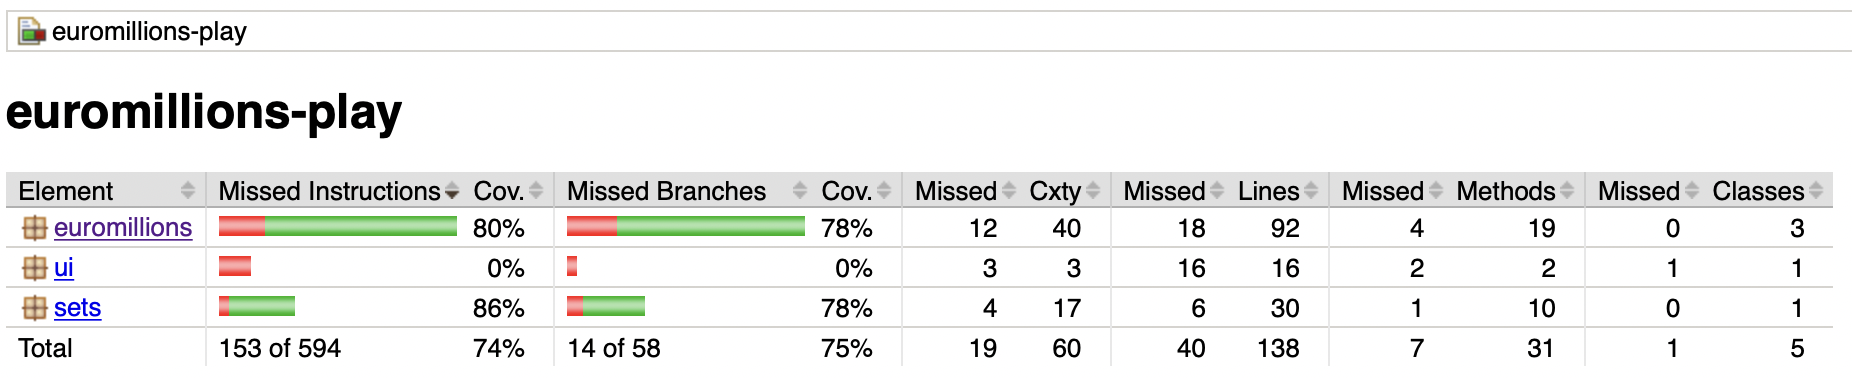 euromillions-play
euromillions-play
Element Missed Instructions Cov. Missed Branches Cov. Missed Cxty Missed Lines Missed Methods Missed Classes
euromillions 80% 78% 12 40 18 92 4 19 0 3
ui 0% 0% 3 3 16 16 2 2 1 1
sets 86% 78% 4 17 6 30 1 10 0 1
Total 153 of 594 74% 14 of 58 75% 19 60 40 138 7 31 1 5